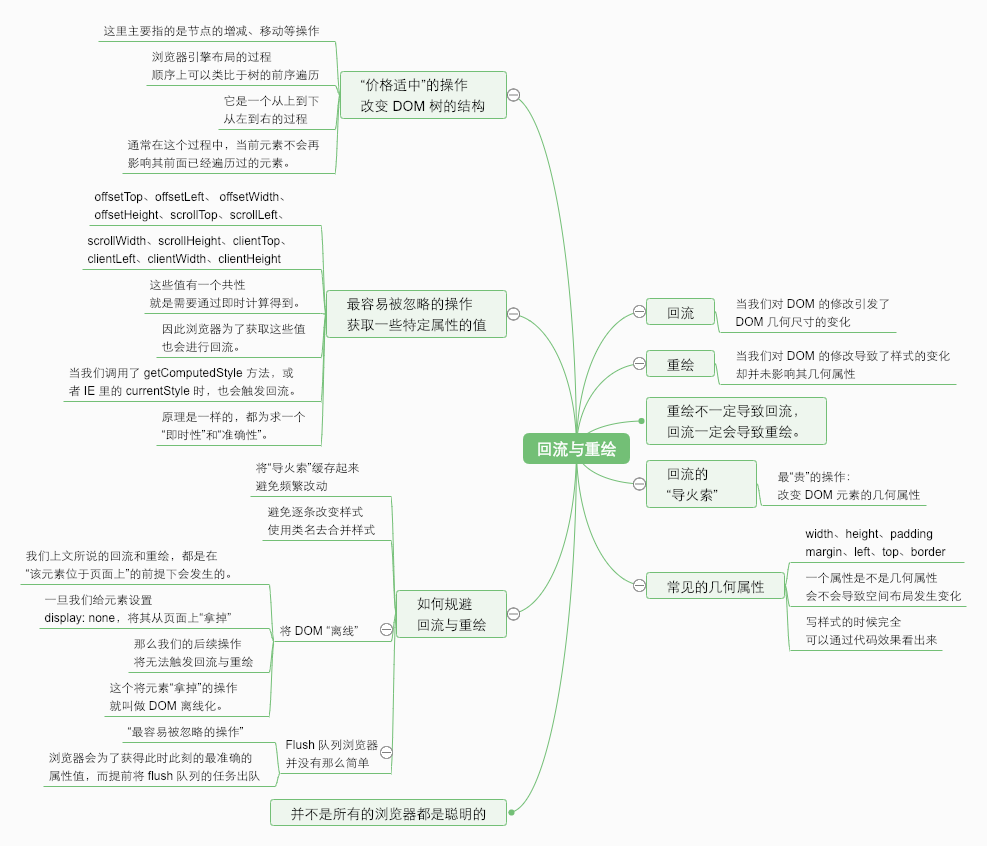 回流与重绘
回流
当我们对 DOM 的修改引发了
DOM 几何尺寸的变化
重绘
当我们对 DOM 的修改导致了样式的变化
却并未影响其几何属性
重绘不一定导致回流，
回流一定会导致重绘。
回流的
“导火索”
最“贵”的操作：
改变 DOM 元素的几何属性
常见的几何属性
width、height、padding
margin、left、top、border
一个属性是不是几何属性
会不会导致空间布局发生变化
写样式的时候完全
可以通过代码效果看出来
“价格适中”的操作
改变 DOM 树的结构
这里主要指的是节点的增减、移动等操作
浏览器引擎布局的过程
顺序上可以类比于树的前序遍历
它是一个从上到下
从左到右的过程
通常在这个过程中，当前元素不会再
影响其前面已经遍历过的元素。
最容易被忽略的操作
获取一些特定属性的值
offsetTop、offsetLeft、 offsetWidth、
offsetHeight、scrollTop、scrollLeft、
scrollWidth、scrollHeight、clientTop、
clientLeft、clientWidth、clientHeight
这些值有一个共性
就是需要通过即时计算得到。
因此浏览器为了获取这些值
也会进行回流。
当我们调用了 getComputedStyle 方法，或
者 IE 里的 currentStyle 时，也会触发回流。
原理是一样的，都为求一个
“即时性”和“准确性”。
如何规避
回流与重绘
将“导火索”缓存起来
避免频繁改动
避免逐条改变样式
使用类名去合并样式
将 DOM “离线”
我们上文所说的回流和重绘，都是在
“该元素位于页面上”的前提下会发生的。
一旦我们给元素设置
display: none，将其从页面上“拿掉”
那么我们的后续操作
将无法触发回流与重绘
这个将元素“拿掉”的操作
就叫做 DOM 离线化。
Flush 队列浏览器
并没有那么简单
“最容易被忽略的操作”
浏览器会为了获得此时此刻的最准确的
属性值，而提前将 flush 队列的任务出队
并不是所有的浏览器都是聪明的